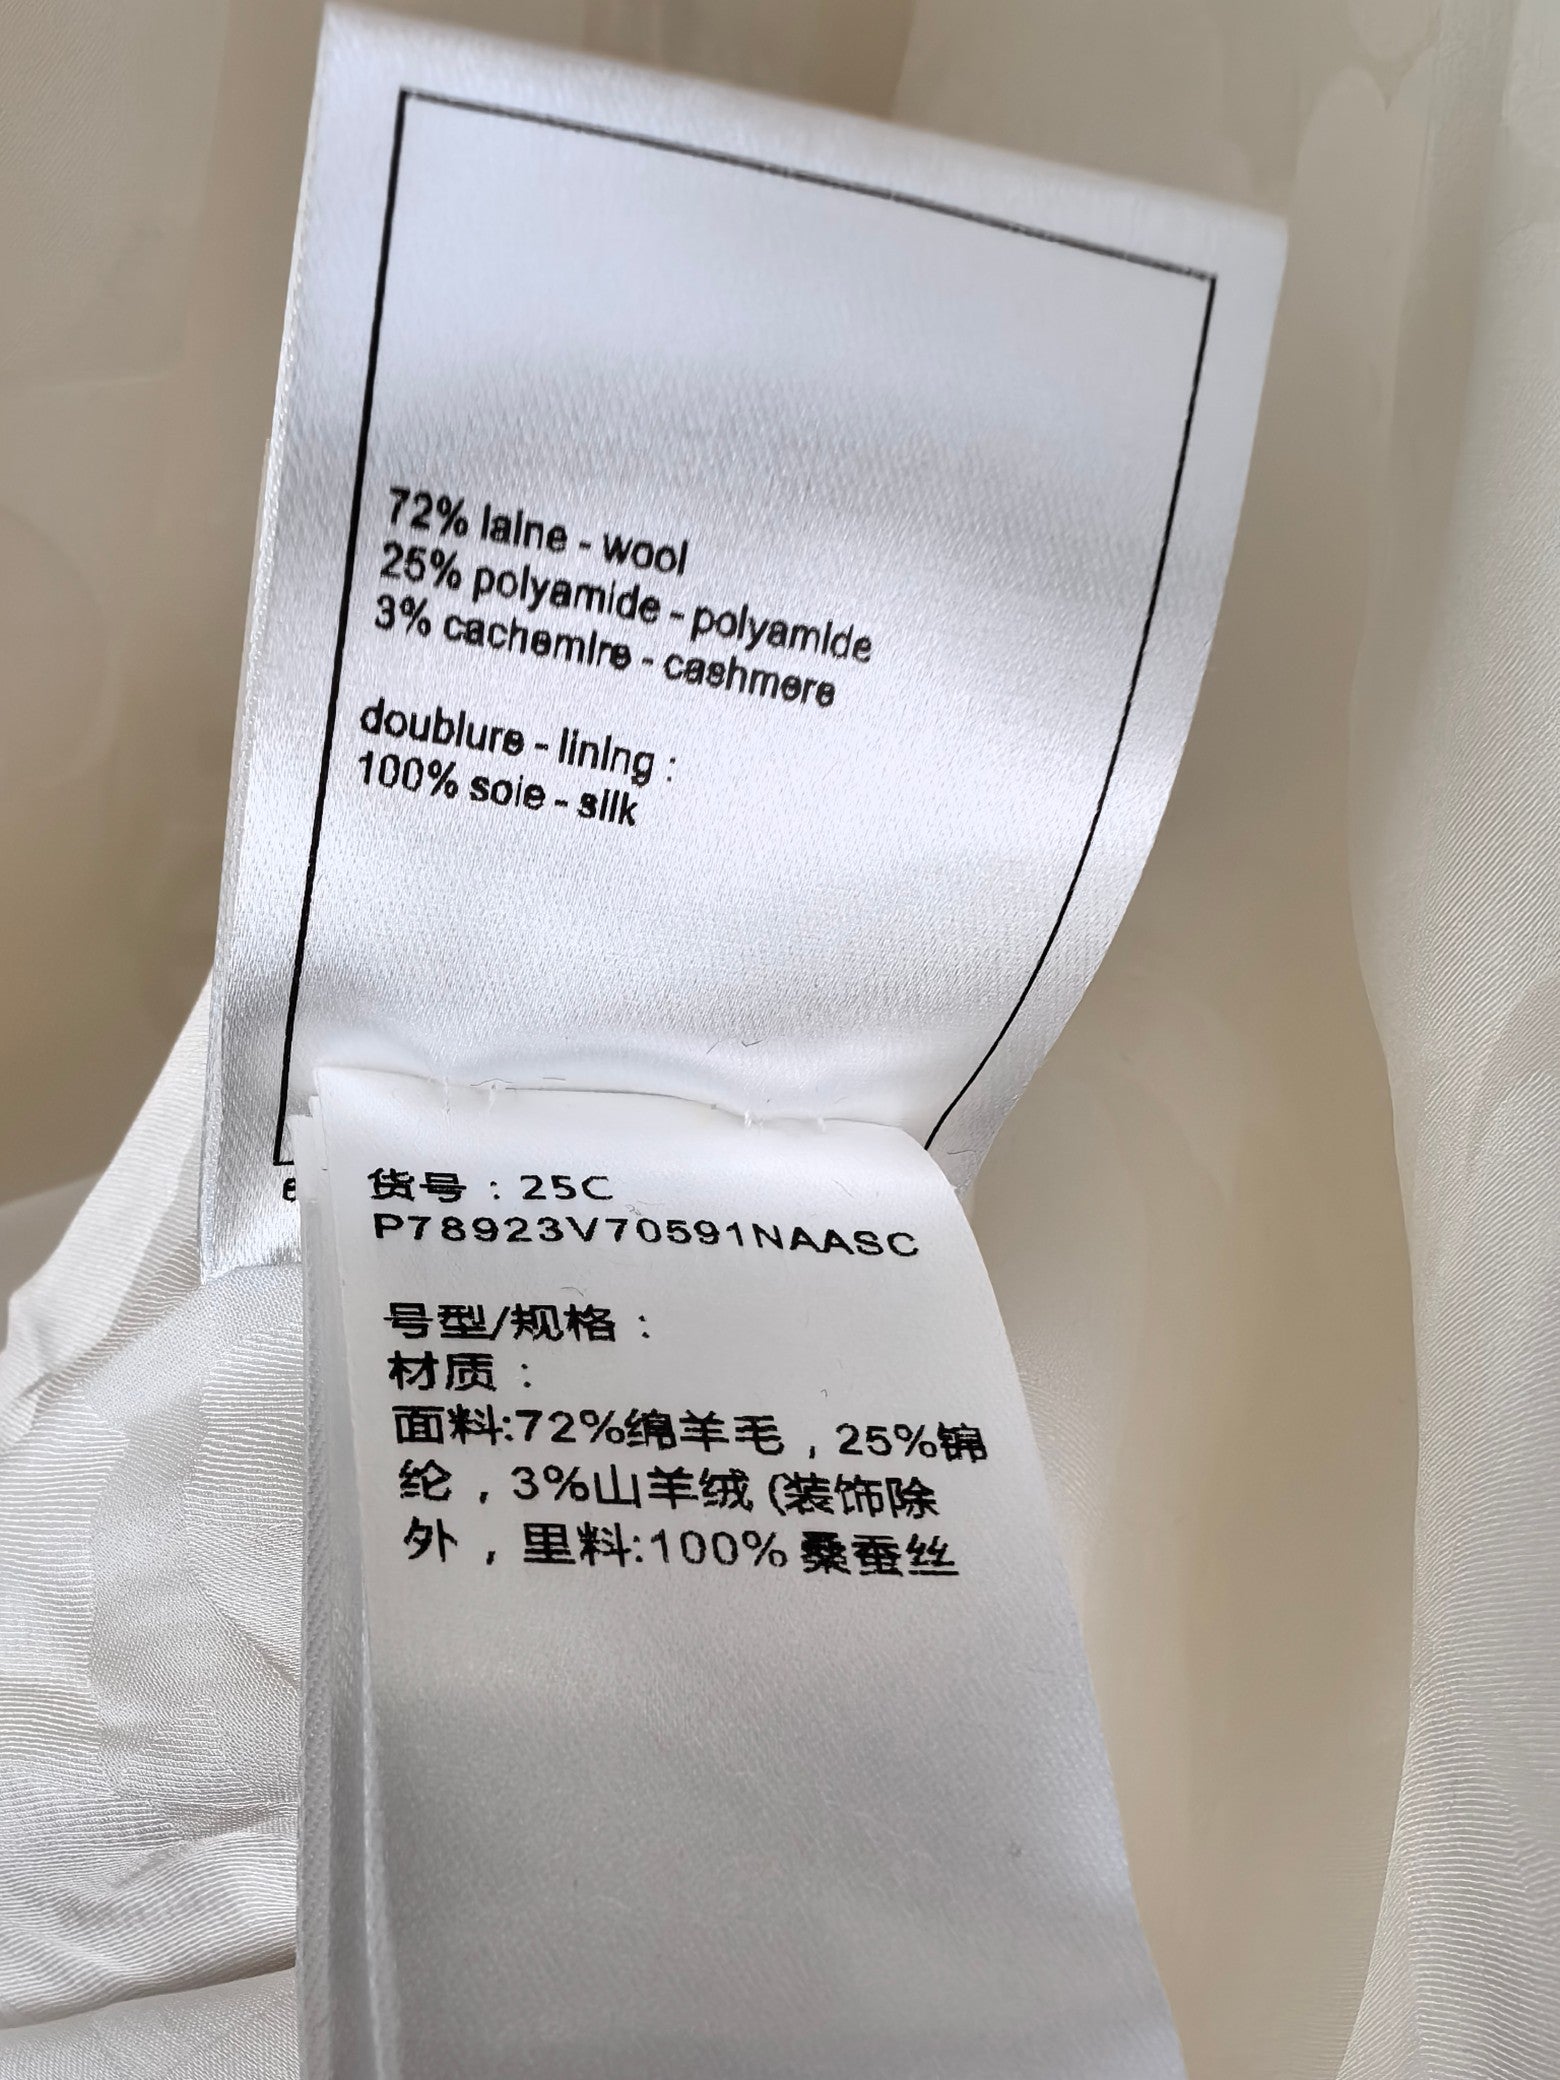 72% laine - wool
25% polyamide - polyamide
3% cachemire - cashmere
doublure - lining :
100% soie - silk
货号：25C
P78923V70591NAASC
号型/规格：
材质：
面料:72%绵羊毛，25%锦
纶，3%山羊绒 (装饰除
外，里料:100% 桑蚕丝